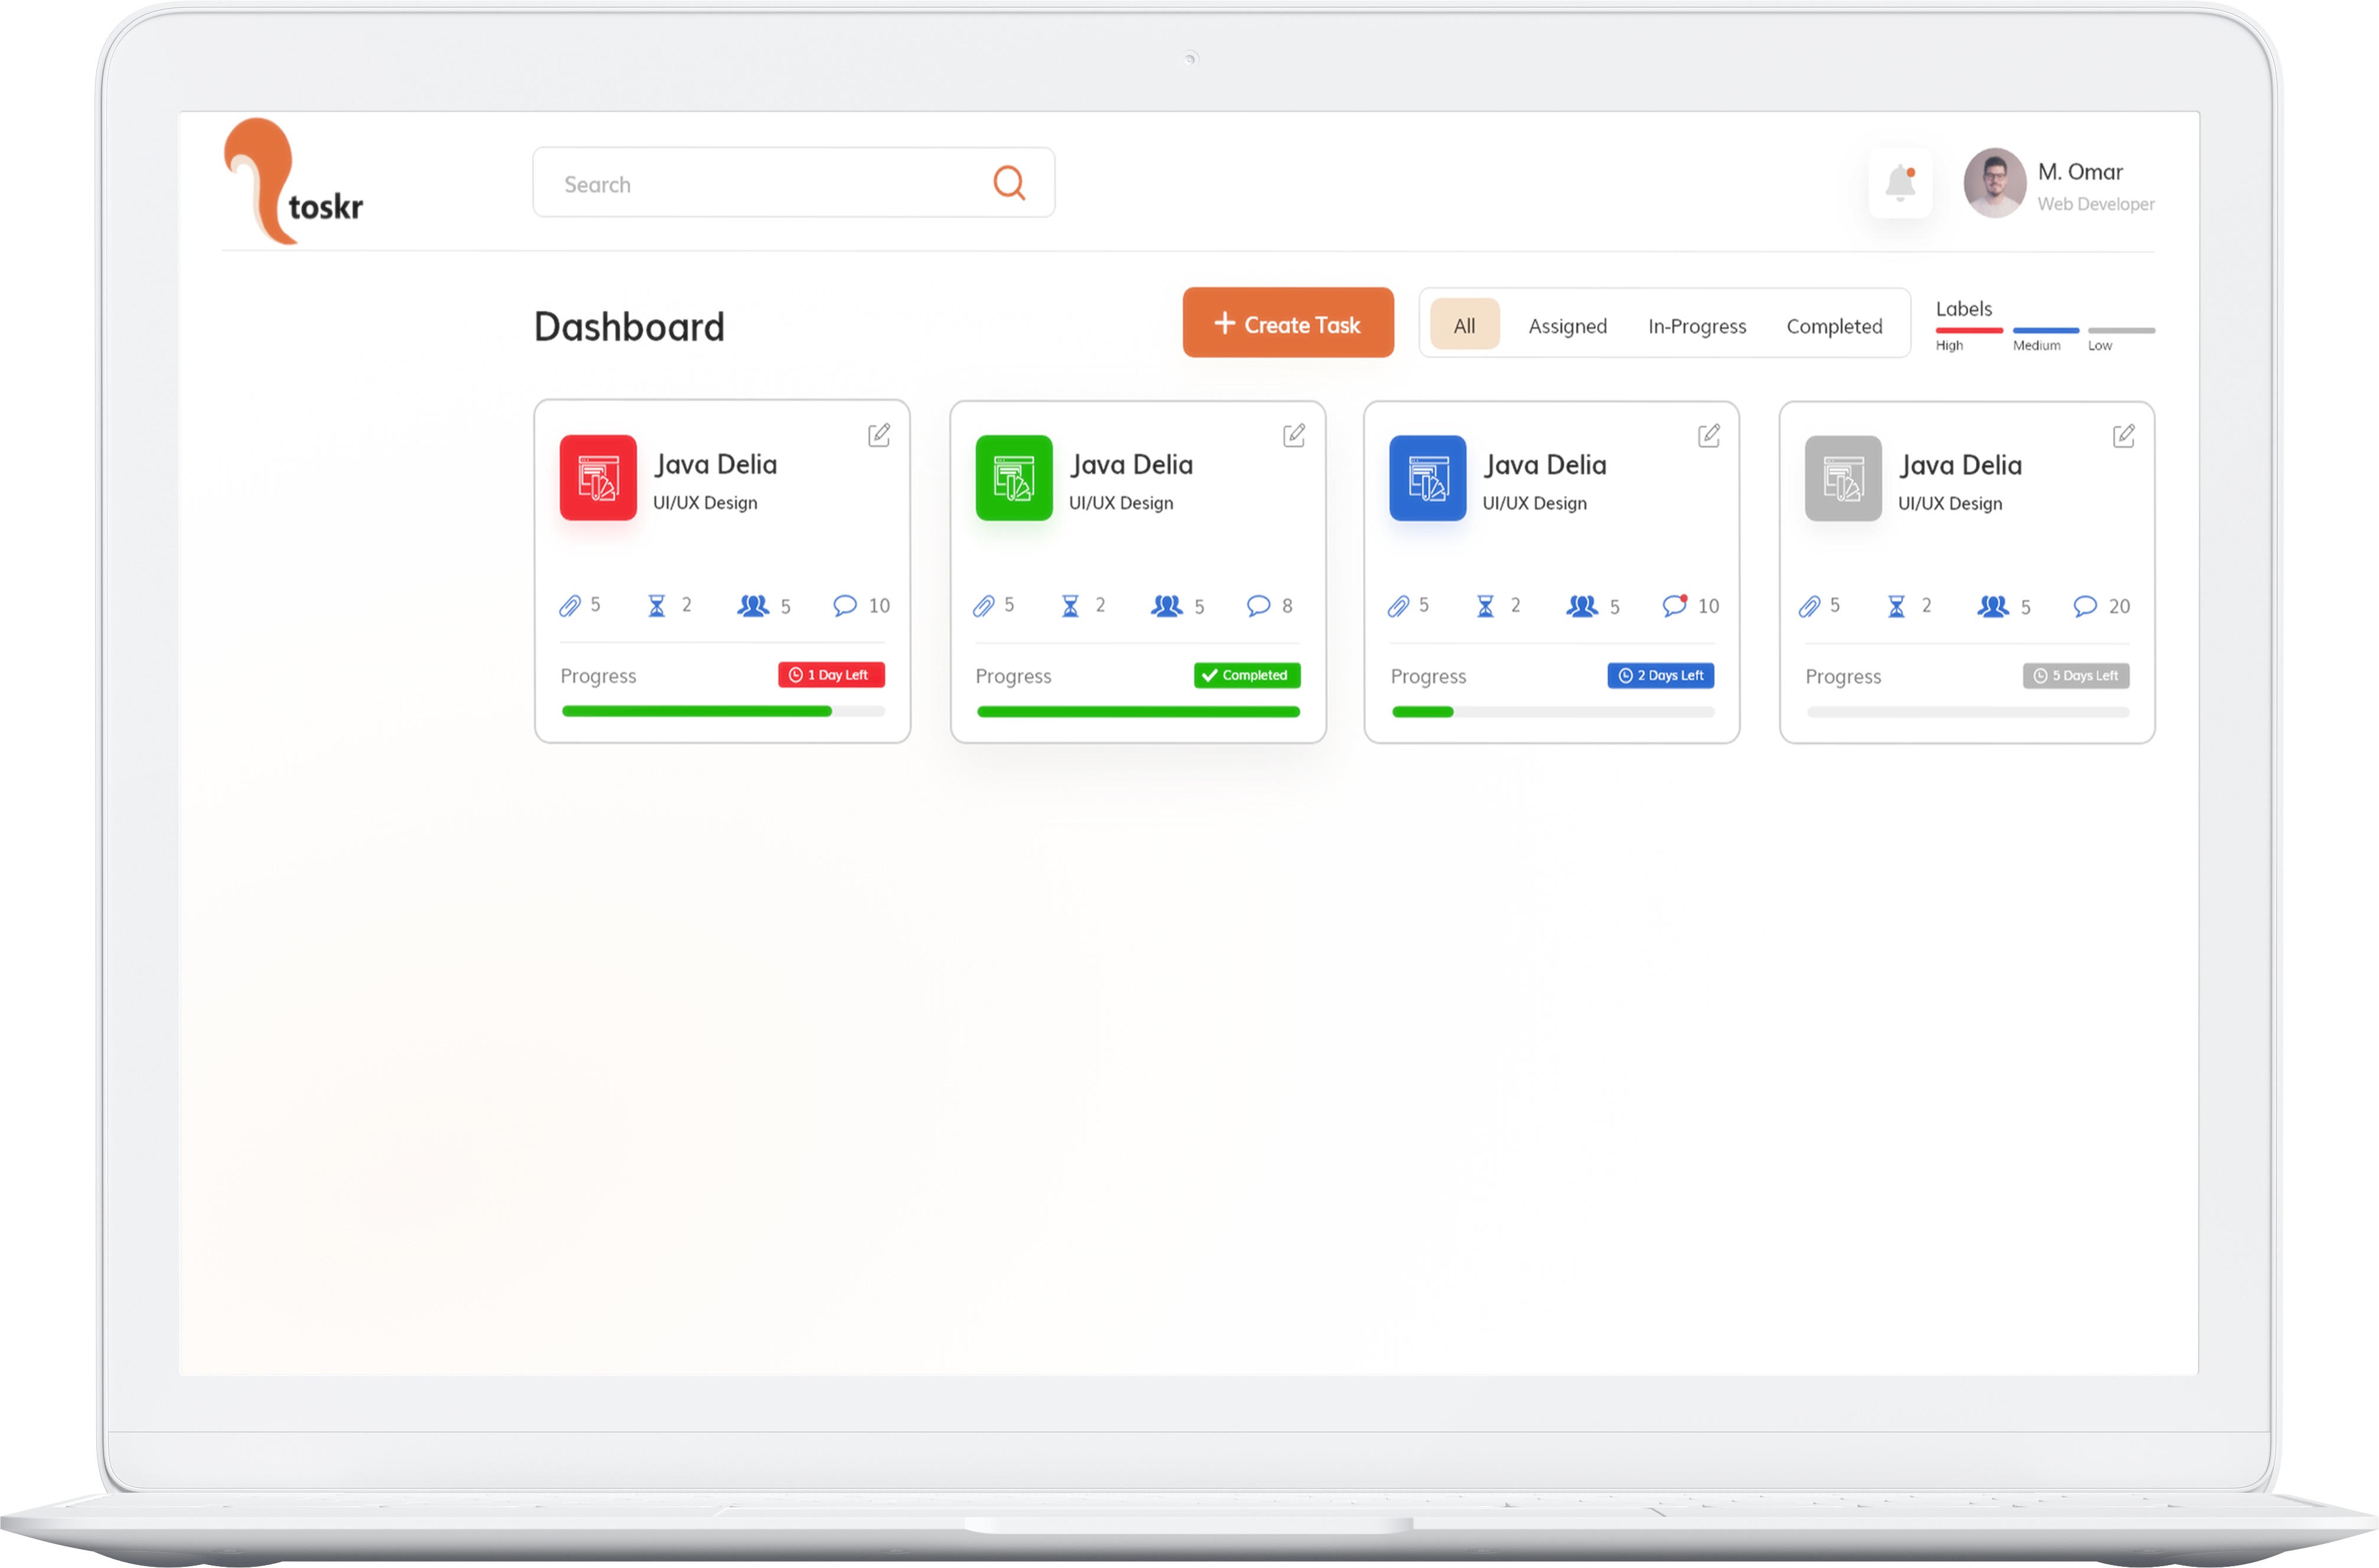 toskr
Search
M. Omar
Web Developer
Dashboard
+ Create Task
All
Assigned
In-Progress
Completed
Labels
High
Medium
Low
Java Delia
UI/UX Design
5
2
5
10
Progress
1 Day Left
Java Delia
UI/UX Design
5
2
5
8
Progress
Completed
Java Delia
UI/UX Design
5
2
5
10
Progress
2 Days Left
Java Delia
UI/UX Design
5
2
5
20
Progress
5 Days Left